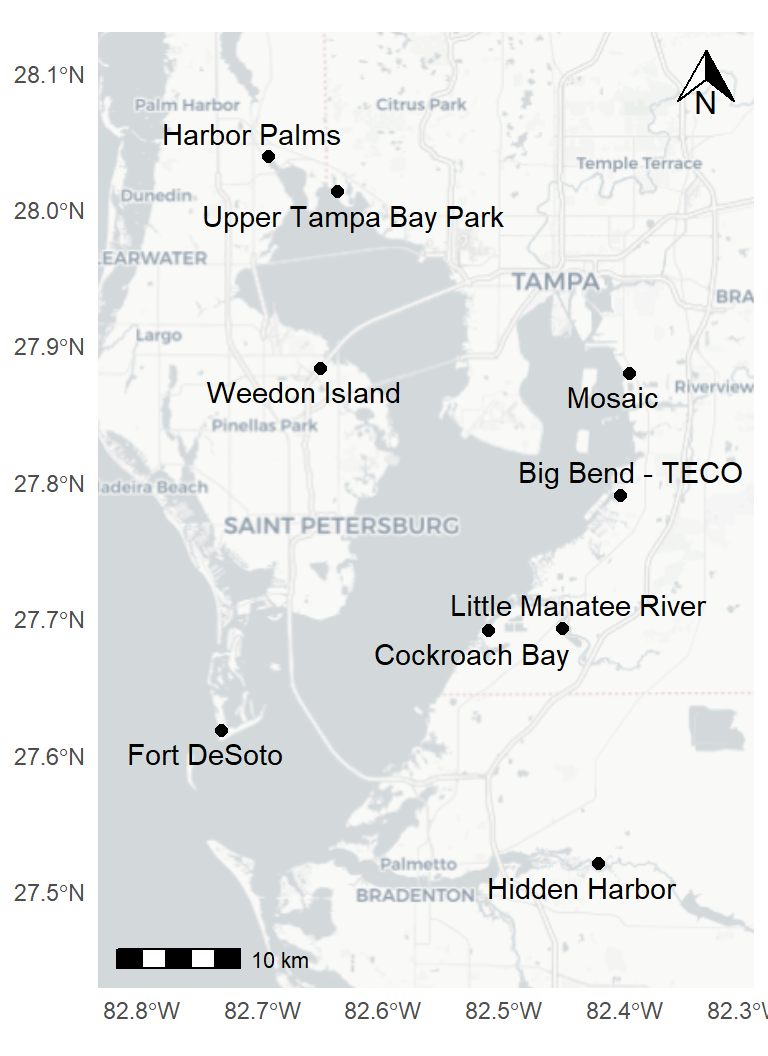 28.1°N
Palm Harbor
Citrus Park
N
Harbor Palms
Temple Terrace
Dunedin
28.0°N
Upper Tampa Bay Park
LEARWATER
TAMPA
BRA
Largo
27.9°N
Weedon Island
Mosaic
Riverview
Pinellas Park
Big Bend - TECO
27.8°N
adeira Beach
SAINT PETERSBURG
Little Manatee River
27.7°N
Cockroach Bay
27.6°N
Fort DeSoto
Palmetto
27.5°N
BRADENTON
Hidden Harbor
10 km
82.8°W 82.7°W 82.6°W 82.5°W 82.4°W 82.3°W